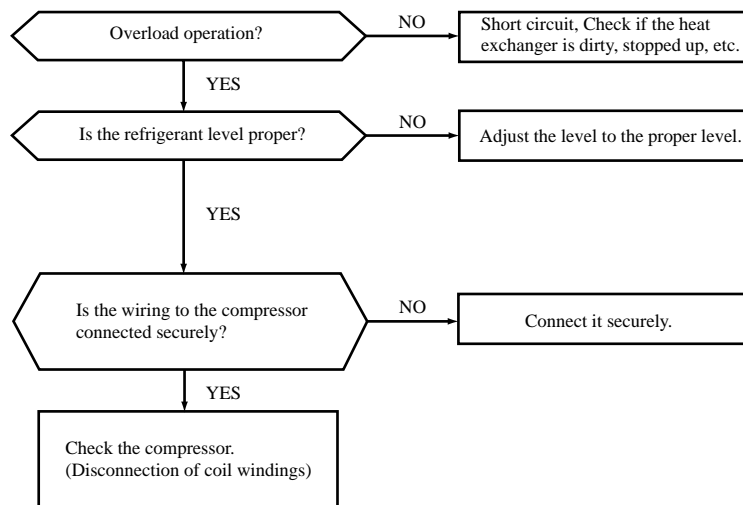 Overload operation?
NO
Short circuit, Check if the heat
exchanger is dirty, stopped up, etc.
YES
Is the refrigerant level proper?
NO
Adjust the level to the proper level.
YES
Is the wiring to the compressor
connected securely?
NO
Connect it securely.
YES
Check the compressor.
(Disconnection of coil windings)